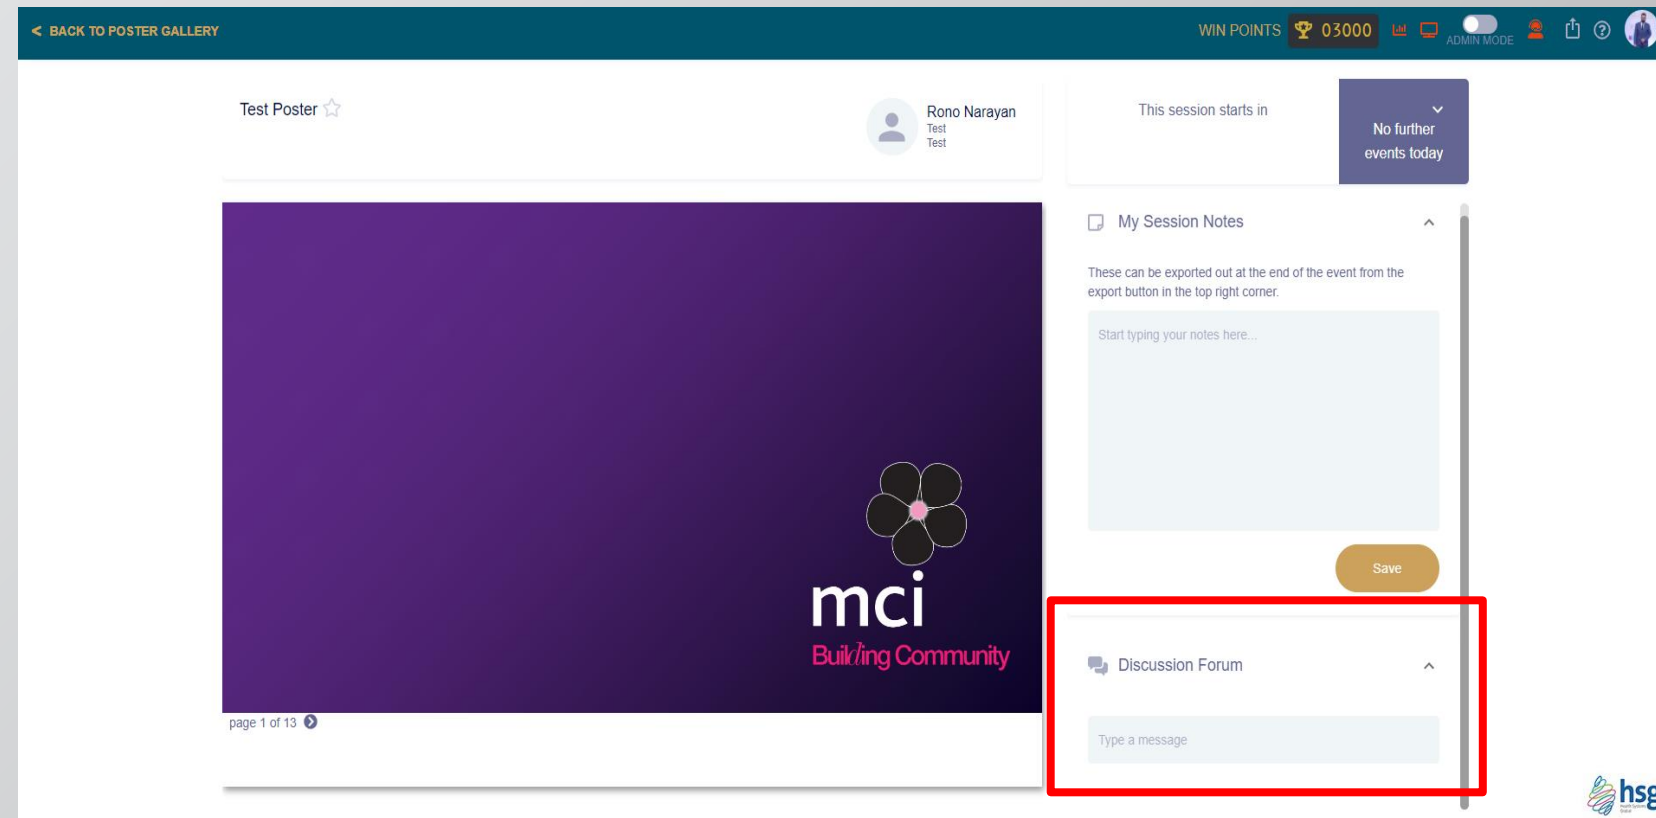 < BACK TO POSTER GALLERY
WIN POINTS 03000
ADMIN MODE
Test Poster
Rono Narayan
Test
Test
This session starts in
No further
events today
My Session Notes
These can be exported out at the end of the event from the
export button in the top right corner.
Start typing your notes here...
Save
mci
Building Community
page 1 of 13
Discussion Forum
Type a message
hsg